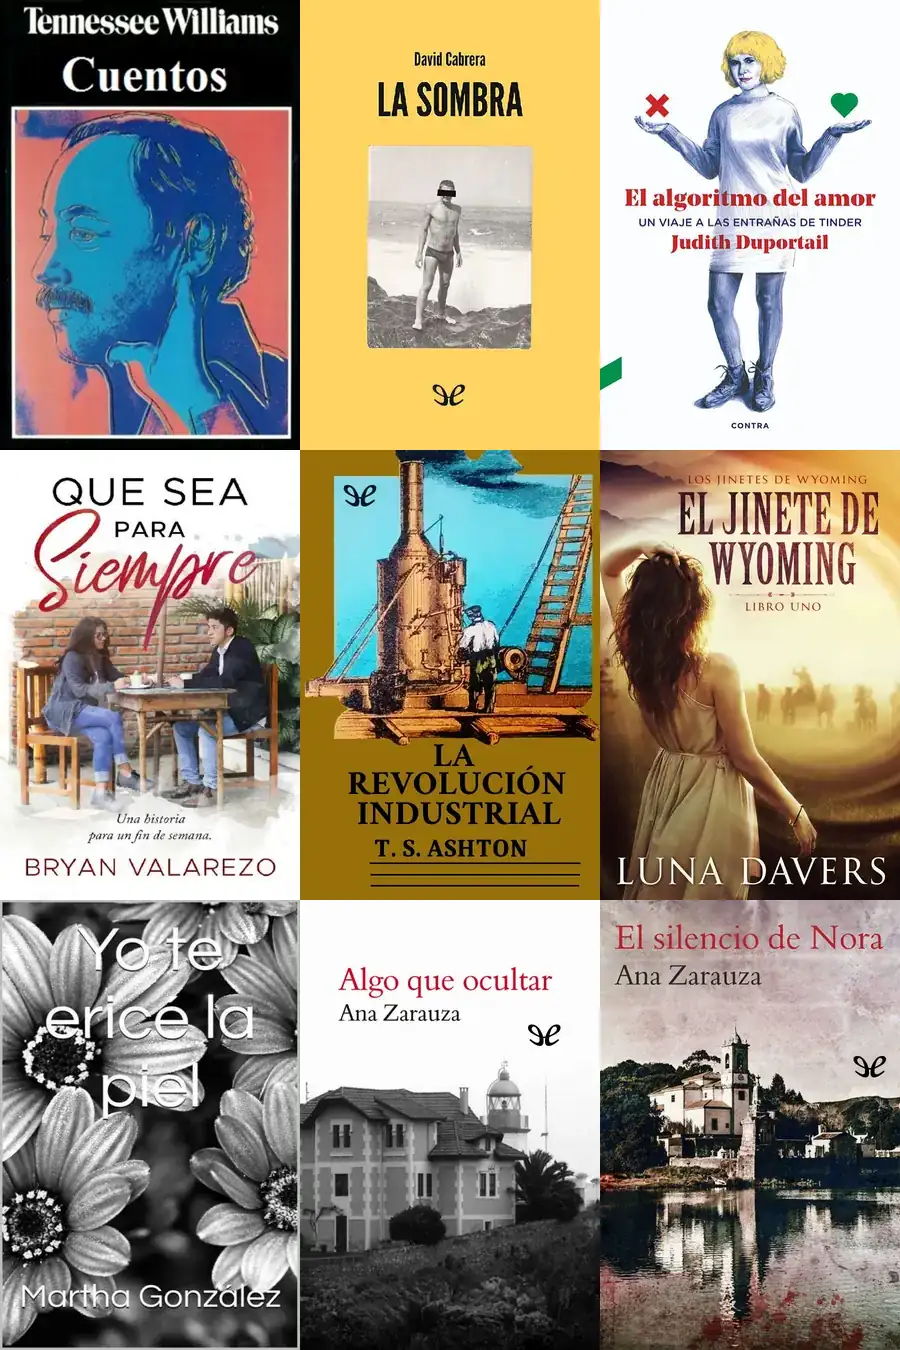 Tennessee Williams
Cuentos
David Cabrera
LA SOMBRA
El algoritmo del amor
UN VIAJE A LAS ENTRAÑAS DE TINDER
Judith Duportail
CONTRA
QUE SEA
PARA
Siempre
Una historia
para un fin de semana.
BRYAN VALAREZO
LA
REVOLUCIÓN
INDUSTRIAL
T. S. ASHTON
LOS JINETES DE WYOMING
EL JINETE DE
WYOMING
LIBRO UNO
LUNA DAVERS
Yo te
erice la
piel
Martha González
Algo que ocultar
Ana Zarauza
El silencio de Nora
Ana Zarauza